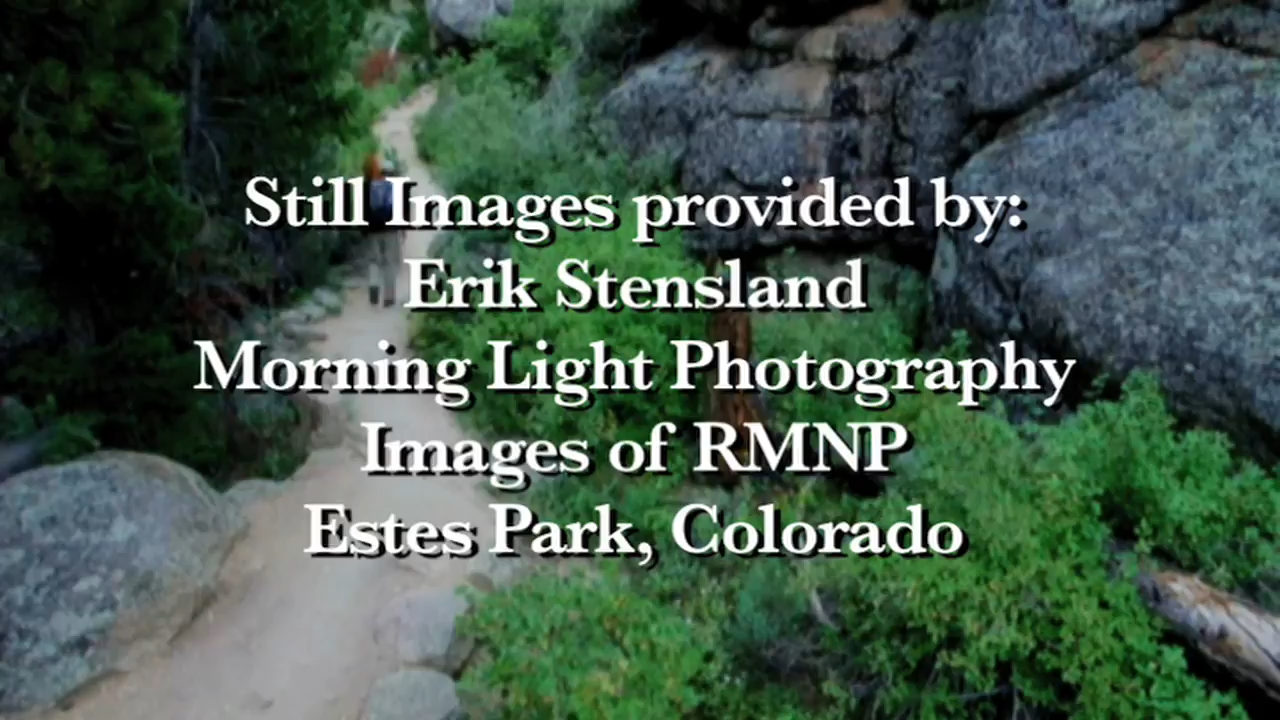 Still Images provided by:
Erik Stensland
Morning Light Photography
Images of RMNP
Estes Park, Colorado